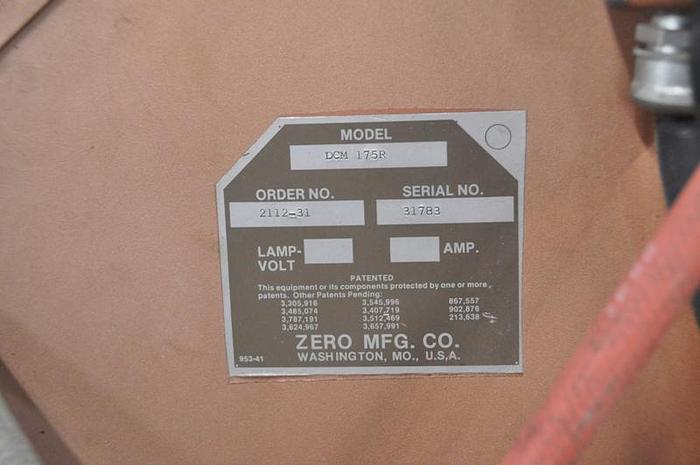 MODEL
DCM 175R
ORDER NO. SERIAL NO.
2112-31 31783
LAMP- AMP.
VOLT
PATENTED
This equipment or its components protected by one or more
patents. Other Patents Pending:
3,305,916 3,545,996 867,557
3,485,074 3,407,719 902,876
3,787,191 3,512,469 213,638
3,624,967 3,657,991
ZERO MFG. CO.
953-41 WASHINGTON, MO., U.S.A.